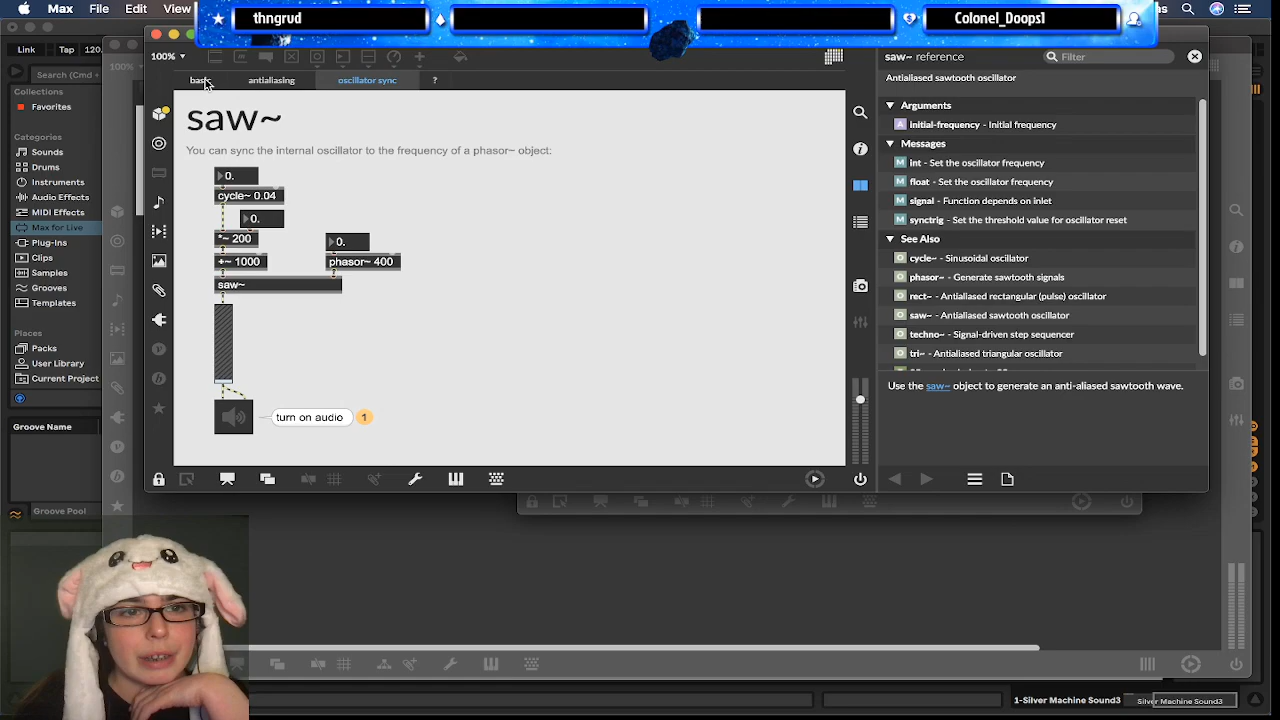 Max File Edit View
thngrud
Colonel_Doops1
Link Tap 120.
Search (Cmd +
Collections
Favorites
Categories
Sounds
Drums
Instruments
Audio Effects
MIDI Effects
Max for Live
Plug-Ins
Clips
Samples
Grooves
Templates
Places
Packs
User Library
Current Project
Groove Name
Groove Pool
100%
100%
basic antialiasing oscillator sync ?
saw~
You can sync the internal oscillator to the frequency of a phasor~ object:
0.
cycle~ 0.04
0.
*~ 200
0.
+~ 1000
phasor~ 400
saw~
turn on audio 1
saw~ reference
Filter
Antialiased sawtooth oscillator
Arguments
initial-frequency - Initial frequency
Messages
int - Set the oscillator frequency
float - Set the oscillator frequency
signal - Function depends on inlet
synctrig - Set the threshold value for oscillator reset
See Also
cycle~ - Sinusoidal oscillator
phasor~ - Generate sawtooth signals
rect~ - Antialiased rectangular (pulse) oscillator
saw~ - Antialiased sawtooth oscillator
techno~ - Signal-driven step sequencer
tri~ - Antialiased triangular oscillator
Use the saw~ object to generate an anti-aliased sawtooth wave.
1-Silver Machine Sound3
Silver Machine Sound3